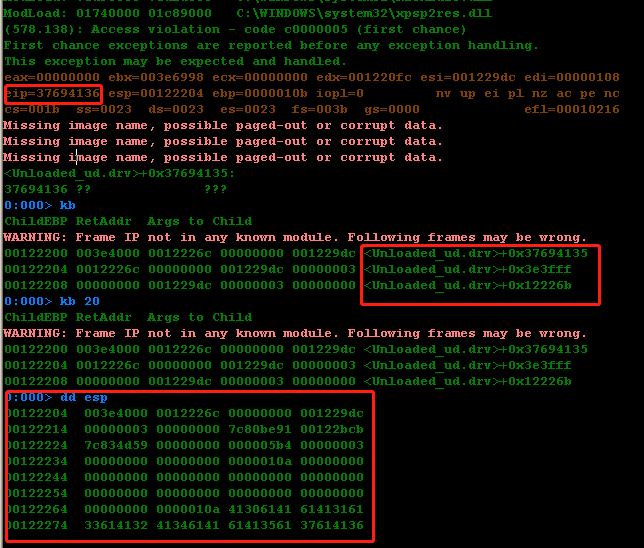 ModLoad: 01740000 01c89000   C:\WINDOWS\system32\xpsp2res.dll
(578.138): Access violation - code c0000005 (first chance)
First chance exceptions are reported before any exception handling.
This exception may be expected and handled.
eax=00000000 ebx=003e6998 ecx=00000000 edx=001220fc esi=001229dc edi=00000108
eip=37694136 esp=00122204 ebp=0000010b iopl=0         nv up ei pl nz ac pe nc
cs=001b  ss=0023  ds=0023  es=0023  fs=003b  gs=0000             efl=00010216
Missing image name, possible paged-out or corrupt data.
Missing image name, possible paged-out or corrupt data.
Missing image name, possible paged-out or corrupt data.
<Unloaded_ud.drv>+0x37694135:
37694136 ??              ???
0:000> kb
ChildEBP RetAddr  Args to Child
WARNING: Frame IP not in any known module. Following frames may be wrong.
00122200 003e4000 0012226c 00000000 001229dc <Unloaded_ud.drv>+0x37694135
00122204 0012226c 00000000 001229dc 00000003 <Unloaded_ud.drv>+0x3e3fff
00122208 00000000 001229dc 00000003 00000000 <Unloaded_ud.drv>+0x12226b
0:000> kb 20
ChildEBP RetAddr  Args to Child
WARNING: Frame IP not in any known module. Following frames may be wrong.
00122200 003e4000 0012226c 00000000 001229dc <Unloaded_ud.drv>+0x37694135
00122204 0012226c 00000000 001229dc 00000003 <Unloaded_ud.drv>+0x3e3fff
00122208 00000000 001229dc 00000003 00000000 <Unloaded_ud.drv>+0x12226b
0:000> dd esp
00122204  003e4000 0012226c 00000000 001229dc
00122214  00000003 00000000 7c80be91 00122bcb
00122224  7c834d59 00000000 000005b4 00000003
00122234  00000000 00000000 0000010a 00000000
00122244  00000000 00000000 00000000 00000000
00122254  00000000 00000000 00000000 00000000
00122264  00000000 0000010a 41306141 61413161
00122274  33614132 41346141 61413561 37614136